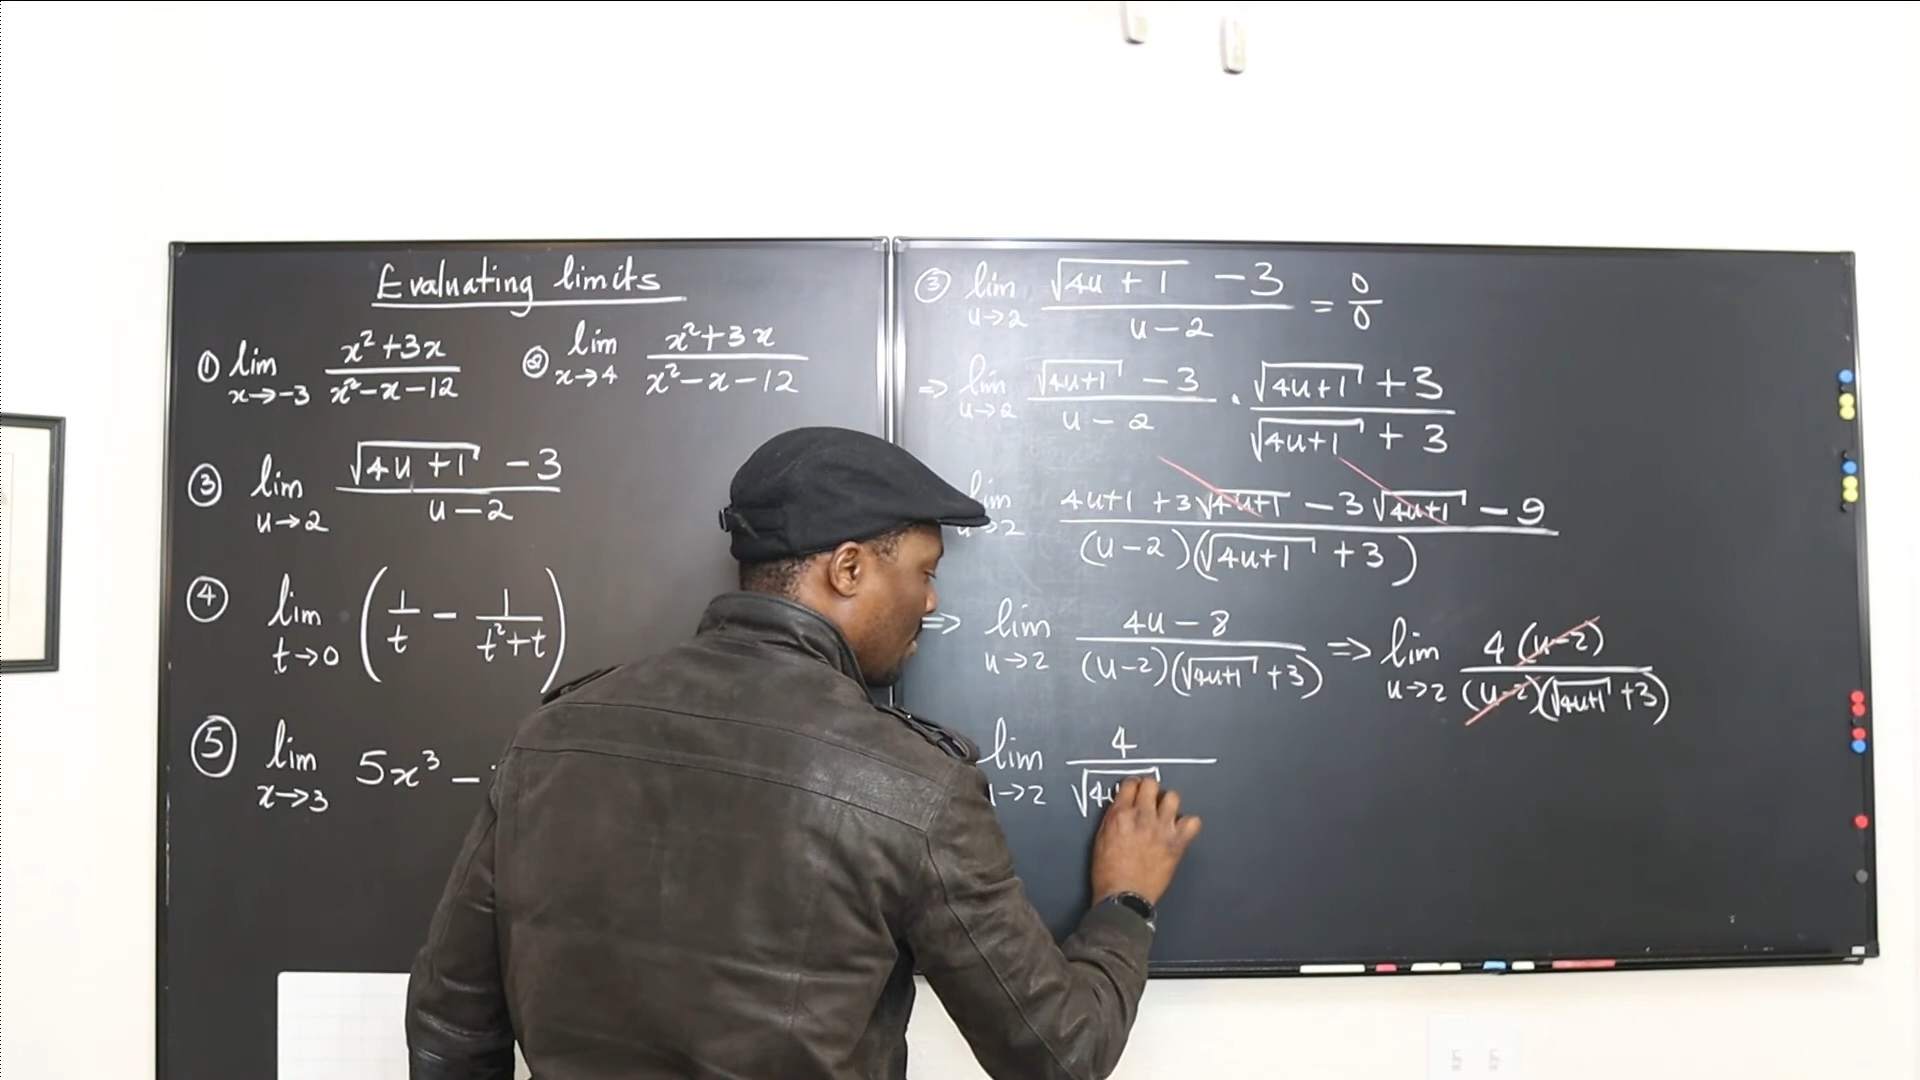 Evaluating limits
① lim x→-3 (x²+3x)/(x²-x-12)
② lim x→4 (x²+3x)/(x²-x-12)
③ lim u→2 (√(4u+1) - 3)/(u-2)
④ lim t→0 (1/t - 1/(t²+t))
⑤ lim x→3 5x³ -
③ lim u→2 (√(4u+1) - 3)/(u-2) = 0/0
=> lim u→2 (√(4u+1) - 3)/(u-2) · (√(4u+1) + 3)/(√(4u+1) + 3)
lim u→2 (4u+1 + 3√(4u+1) - 3√(4u+1) - 9)/((u-2)(√(4u+1) + 3))
=> lim u→2 (4u-8)/((u-2)(√(4u+1) + 3)) => lim u→2 4(u-2)/((u-2)(√(4u+1) + 3))
lim u→2 4/√4u